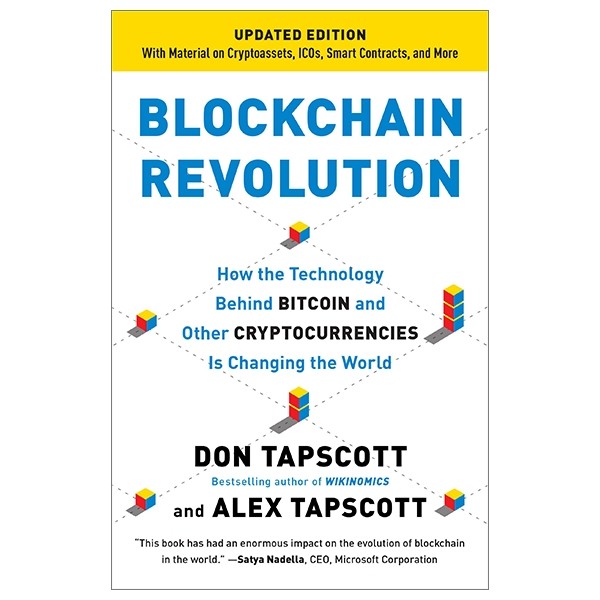 UPDATED EDITION
With Material on Cryptoassets, ICOs, Smart Contracts, and More
BLOCKCHAIN
REVOLUTION
How the Technology
Behind BITCOIN and
Other CRYPTOCURRENCIES
Is Changing the World
DON TAPSCOTT
Bestselling author of WIKINOMICS
and ALEX TAPSCOTT
“This book has had an enormous impact on the evolution of blockchain
in the world.” —Satya Nadella, CEO, Microsoft Corporation